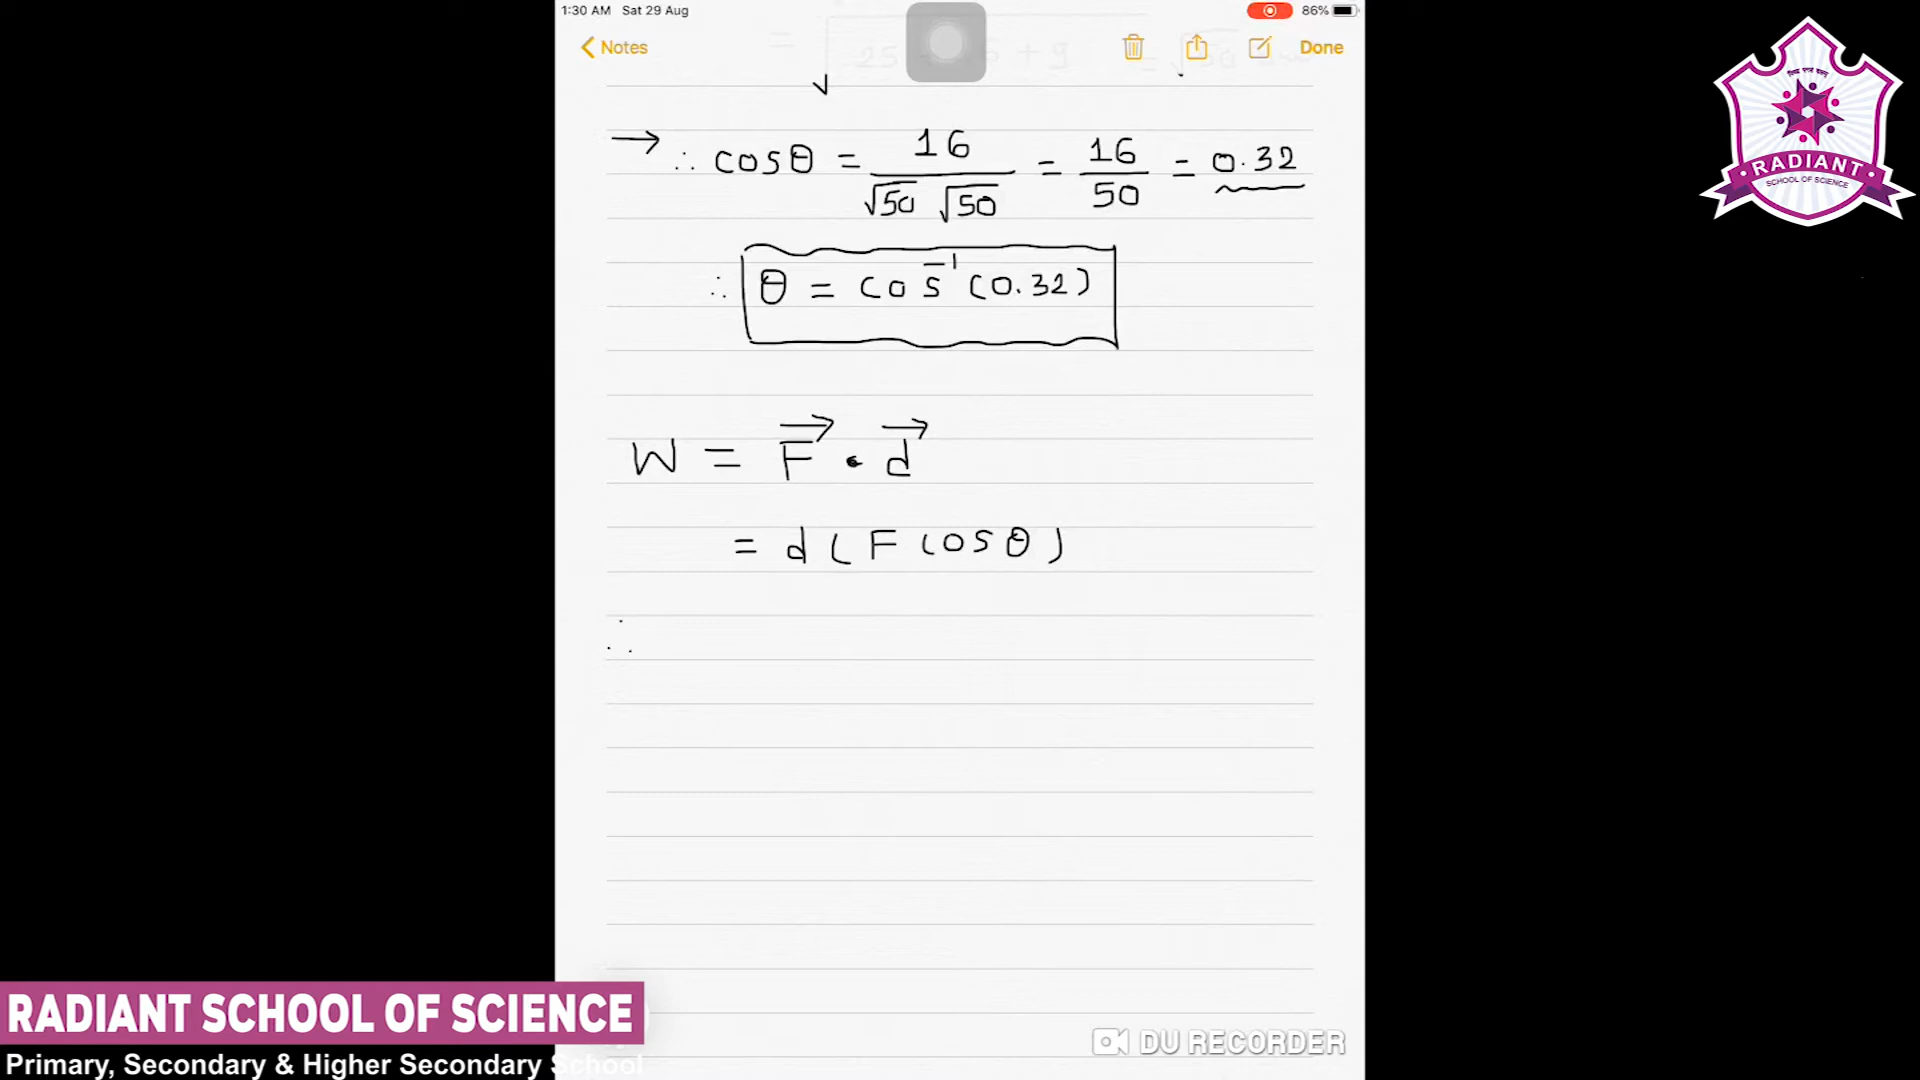 1:30 AM Sat 29 Aug 86%
Notes Done
→ ∴ cosθ = 16 / √50 √50 = 16 / 50 = 0.32
∴ θ = cos⁻¹ (0.32)
W = F⃗ · d⃗
= d (F cos θ)
∴
RADIANT
SCHOOL OF SCIENCE
RADIANT SCHOOL OF SCIENCE
Primary, Secondary & Higher Secondary School
DU RECORDER